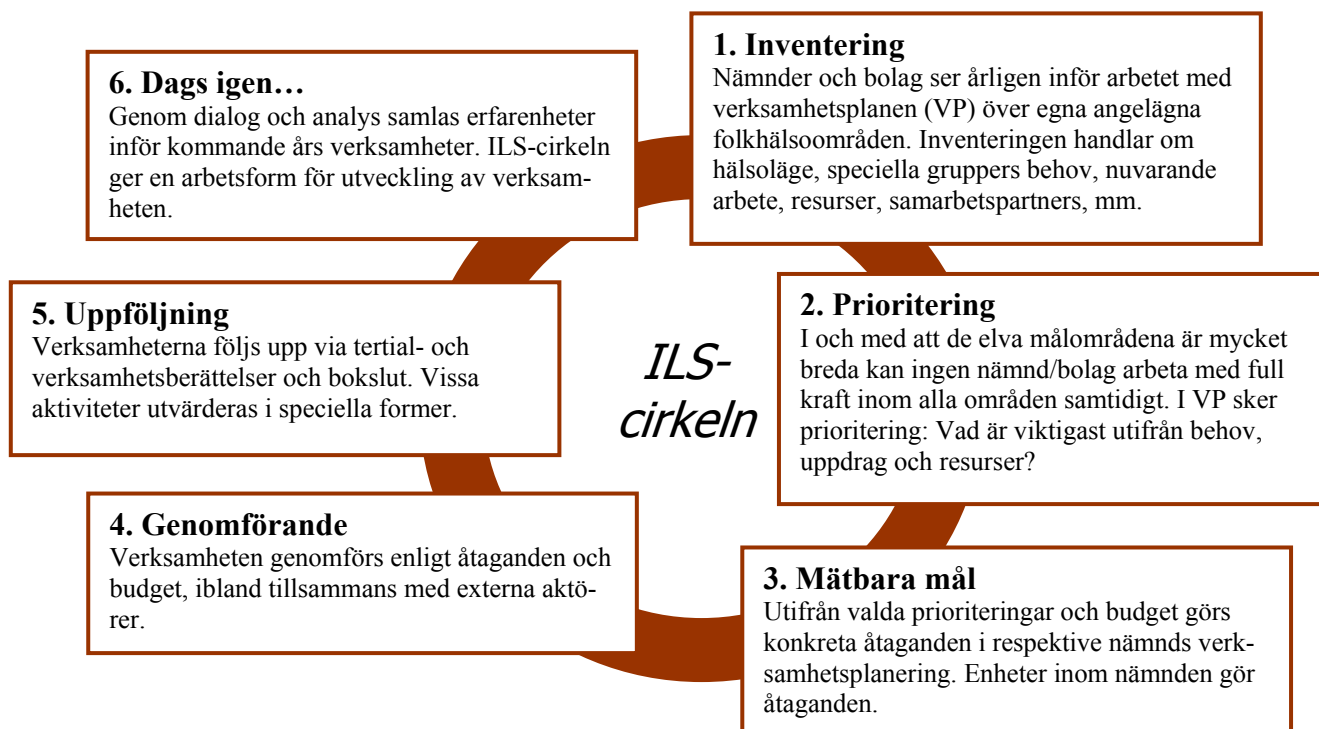 1. Inventering
Nämnder och bolag ser årligen inför arbetet med
verksamhetsplanen (VP) över egna angelägna
folkhälsoområden. Inventeringen handlar om
hälsoläge, speciella gruppers behov, nuvarande
arbete, resurser, samarbetspartners, mm.
2. Prioritering
I och med att de elva målområdena är mycket
breda kan ingen nämnd/bolag arbeta med full
kraft inom alla områden samtidigt. I VP sker
prioritering: Vad är viktigast utifrån behov,
uppdrag och resurser?
3. Mätbara mål
Utifrån valda prioriteringar och budget görs
konkreta åtaganden i respektive nämnds verk-
samhetsplanering. Enheter inom nämnden gör
åtaganden.
4. Genomförande
Verksamheten genomförs enligt åtaganden och
budget, ibland tillsammans med externa aktö-
rer.
5. Uppföljning
Verksamheterna följs upp via tertial- och
verksamhetsberättelser och bokslut. Vissa
aktiviteter utvärderas i speciella former.
6. Dags igen…
Genom dialog och analys samlas erfarenheter
inför kommande års verksamheter. ILS-cirkeln
ger en arbetsform för utveckling av verksam-
heten.
ILS-
cirkeln